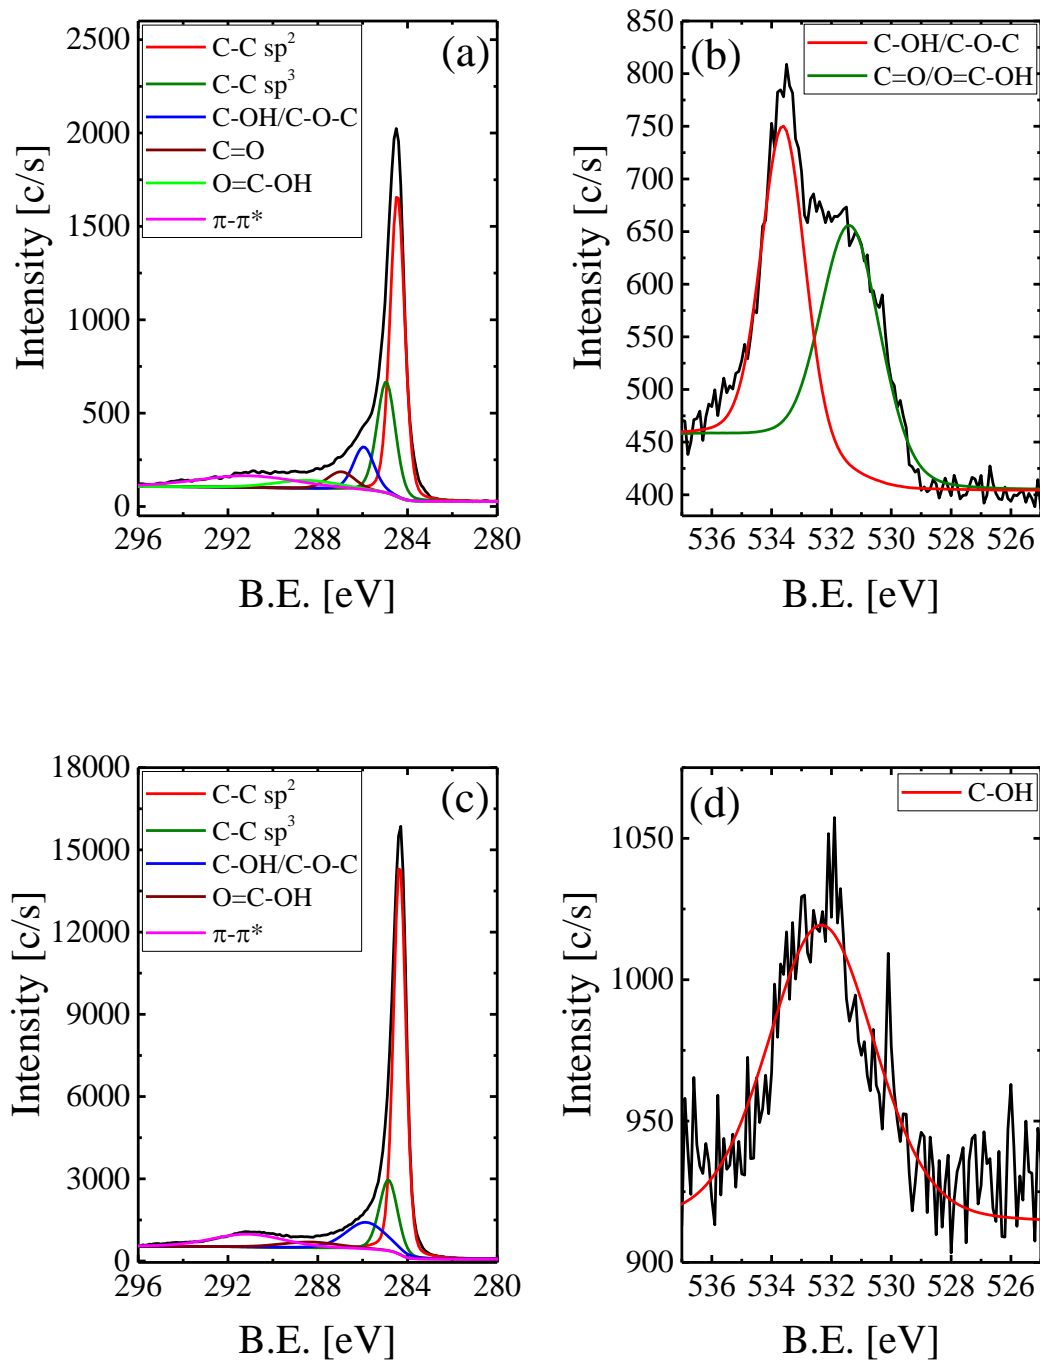 (a)
C-C sp²
C-C sp³
C-OH/C-O-C
C=O
O=C-OH
π-π*
2500
2000
1500
1000
500
0
Intensity [c/s]
296 292 288 284 280
B.E. [eV]
(b)
C-OH/C-O-C
C=O/O=C-OH
850
800
750
700
650
600
550
500
450
400
Intensity [c/s]
536 534 532 530 528 526
B.E. [eV]
(c)
C-C sp²
C-C sp³
C-OH/C-O-C
O=C-OH
π-π*
18000
15000
12000
9000
6000
3000
0
Intensity [c/s]
296 292 288 284 280
B.E. [eV]
(d)
C-OH
1050
1000
950
900
Intensity [c/s]
536 534 532 530 528 526
B.E. [eV]